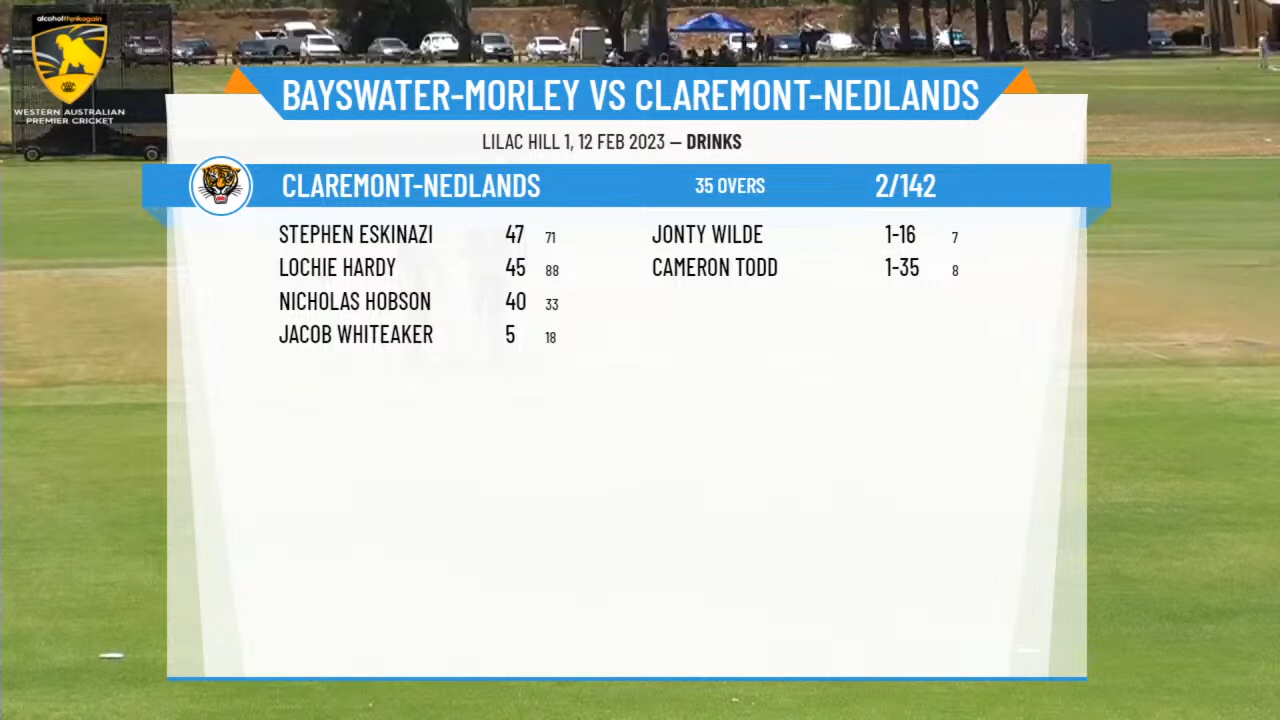 alcoholthinkagain
WESTERN AUSTRALIAN
PREMIER CRICKET
BAYSWATER-MORLEY VS CLAREMONT-NEDLANDS
LILAC HILL 1, 12 FEB 2023 – DRINKS
CLAREMONT-NEDLANDS 35 OVERS 2/142
STEPHEN ESKINAZI 47 71 JONTY WILDE 1-16 7
LOCHIE HARDY 45 88 CAMERON TODD 1-35 8
NICHOLAS HOBSON 40 33
JACOB WHITEAKER 5 18